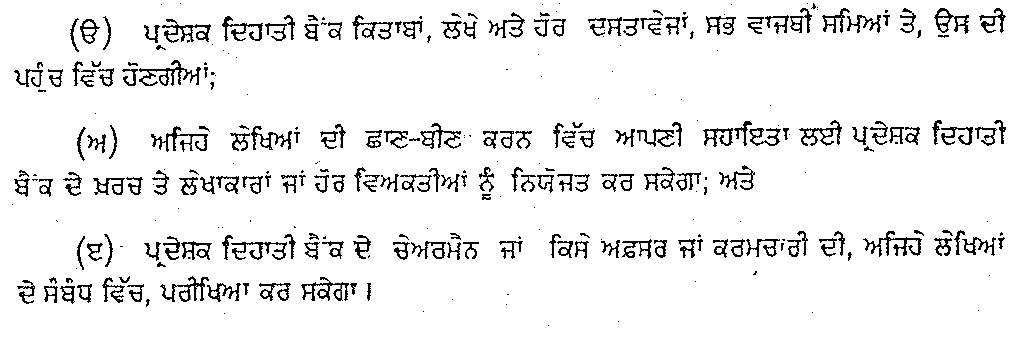 (ੳ) ਪ੍ਰਦੇਸ਼ਕ ਦਿਹਾਤੀ ਬੈਂਕ ਕਿਤਾਬਾਂ, ਲੇਖੇ ਅਤੇ ਹੋਰ ਦਸਤਾਵੇਜਾਂ, ਸਭ ਵਾਜਬੀ ਸਮਿਆਂ ਤੇ, ਉਸ ਦੀ
ਪਹੁੰਚ ਵਿੱਚ ਹੋਣਗੀਆਂ;
(ਅ) ਅਜਿਹੇ ਲੇਖਿਆਂ ਦੀ ਛਾਣ-ਬੀਣ ਕਰਨ ਵਿੱਚ ਆਪਣੀ ਸਹਾਇਤਾ ਲਈ ਪ੍ਰਦੇਸ਼ਕ ਦਿਹਾਤੀ
ਬੈਂਕ ਦੇ ਖ਼ਰਚ ਤੇ ਲੇਖਾਕਾਰਾਂ ਜਾਂ ਹੋਰ ਵਿਅਕਤੀਆਂ ਨੂੰ ਨਿਯੋਜਤ ਕਰ ਸਕੇਗਾ; ਅਤੇ
(ੲ) ਪ੍ਰਦੇਸ਼ਕ ਦਿਹਾਤੀ ਬੈਂਕ ਦੇ ਚੇਅਰਮੈਨ ਜਾਂ ਕਿਸੇ ਅਫ਼ਸਰ ਜਾਂ ਕਰਮਚਾਰੀ ਦੀ, ਅਜਿਹੇ ਲੇਖਿਆਂ
ਦੇ ਸੰਬੰਧ ਵਿੱਚ, ਪਰੀਖਿਆ ਕਰ ਸਕੇਗਾ।